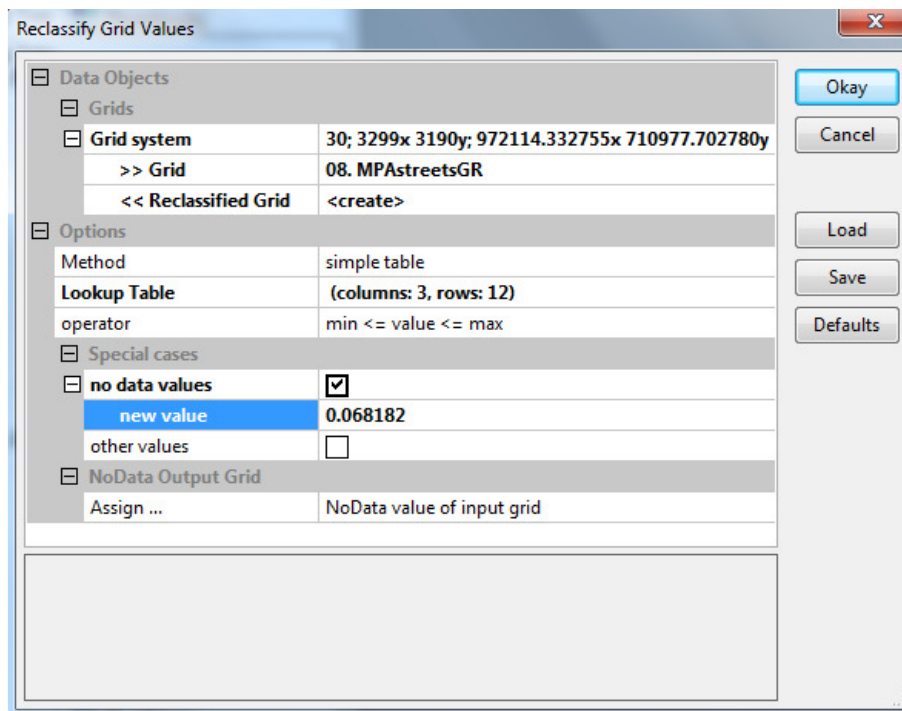 Reclassify Grid Values
Data Objects
Grids
Grid system 30; 3299x 3190y; 972114.332755x 710977.702780y
>> Grid 08. MPAstreetsGR
<< Reclassified Grid <create>
Options
Method simple table
Lookup Table (columns: 3, rows: 12)
operator min <= value <= max
Special cases
no data values
new value 0.068182
other values
NoData Output Grid
Assign ... NoData value of input grid
Okay
Cancel
Load
Save
Defaults